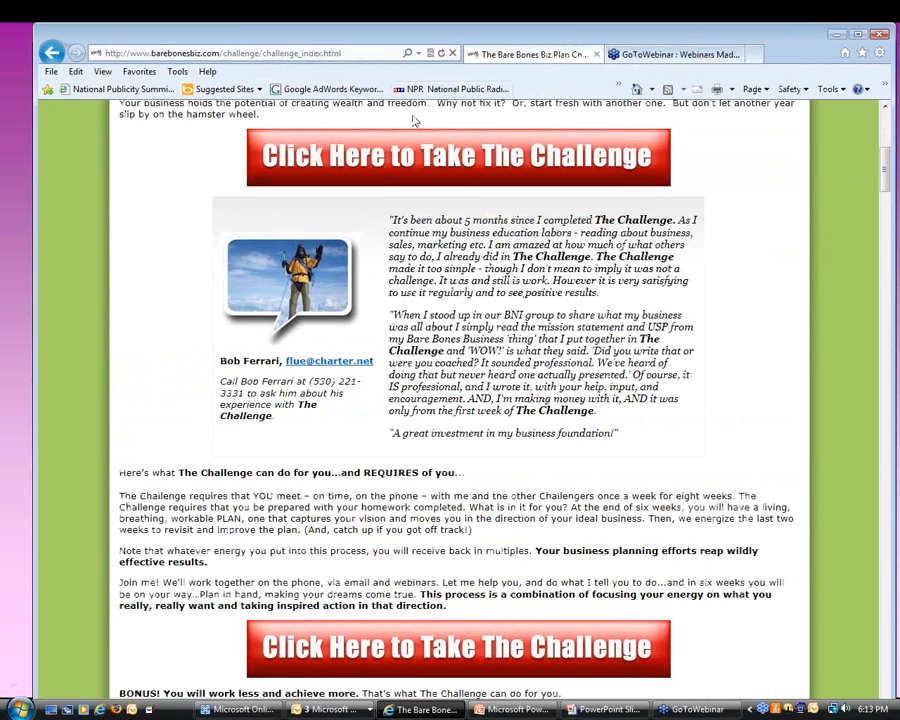 http://www.barebonesbiz.com/challenge/challenge_index.html
The Bare Bones Biz Plan Ch...
GoToWebinar : Webinars Mad...
File Edit View Favorites Tools Help
National Publicity Summi...
Suggested Sites
Google AdWords Keywor...
NPR National Public Radi...
Page
Safety
Tools
Your business holds the potential of creating wealth and freedom. Why not fix it? Or, start fresh with another one. But don't let another year
slip by on the hamster wheel.
Click Here to Take The Challenge
"It's been about 5 months since I completed The Challenge. As I
continue my business education labors - reading about business,
sales, marketing etc. I am amazed at how much of what others
say to do, I already did in The Challenge. The Challenge
made it too simple - though I don't mean to imply it was not a
challenge. It was and still is work. However it is very satisfying
to use it regularly and to see positive results.
"When I stood up in our BNI group to share what my business
was all about I simply read the mission statement and USP from
my Bare Bones Business 'thing' that I put together in The
Challenge and 'WOW!' is what they said. 'Did you write that or
were you coached? It sounded professional. We've heard of
doing that but never heard one actually presented.' Of course, it
IS professional, and I wrote it, with your help, input, and
encouragement. AND, I'm making money with it, AND it was
only from the first week of The Challenge.
"A great investment in my business foundation!"
Bob Ferrari, flue@charter.net
Call Bob Ferrari at (530) 221-
3331 to ask him about his
experience with The
Challenge.
Here's what The Challenge can do for you...and REQUIRES of you...
The Challenge requires that YOU meet – on time, on the phone – with me and the other Challengers once a week for eight weeks. The
Challenge requires that you be prepared with your homework completed. What is in it for you? At the end of six weeks, you will have a living,
breathing, workable PLAN, one that captures your vision and moves you in the direction of your ideal business. Then, we energize the last two
weeks to revisit and improve the plan. (And, catch up if you got off track!)
Note that whatever energy you put into this process, you will receive back in multiples. Your business planning efforts reap wildly
effective results.
Join me! We'll work together on the phone, via email and webinars. Let me help you, and do what I tell you to do...and in six weeks you will
be on your way...Plan in hand, making your dreams come true. This process is a combination of focusing your energy on what you
really, really want and taking inspired action in that direction.
Click Here to Take The Challenge
BONUS! You will work less and achieve more. That's what The Challenge can do for you.
Microsoft Onli...
3 Microsoft ...
The Bare Bone...
Microsoft Pow...
PowerPoint Sli...
GoToWebinar
6:13 PM